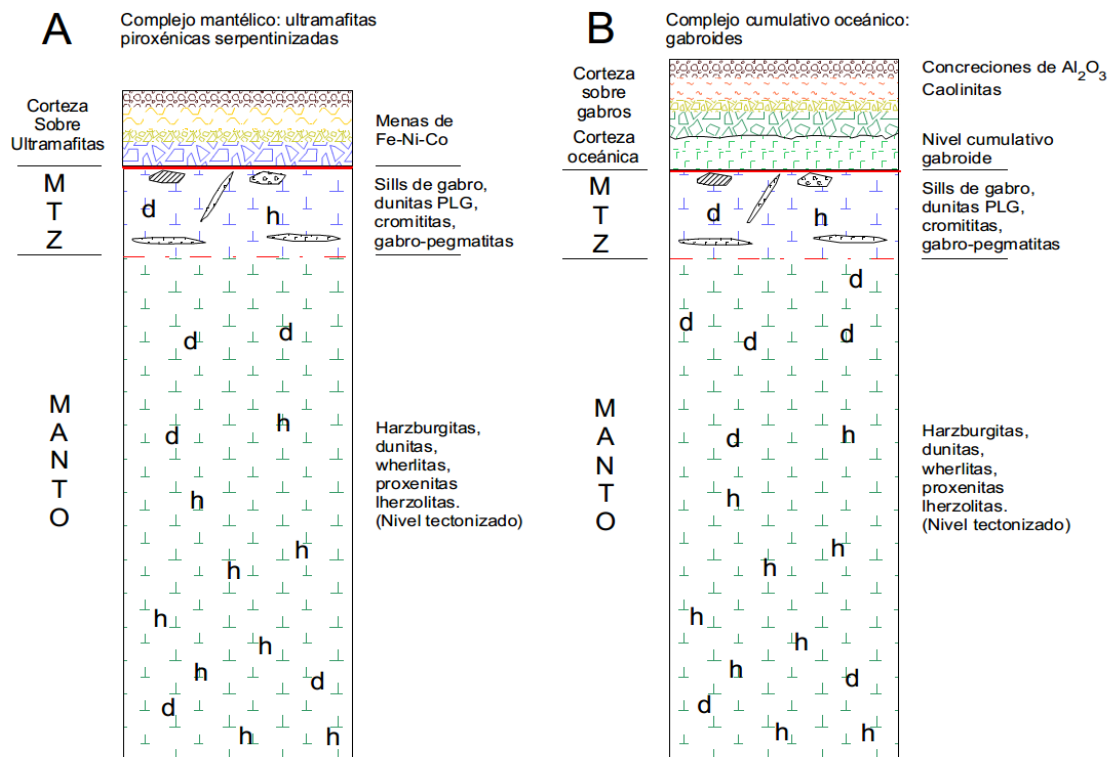 A
Complejo mantélico: ultramafitas
piroxénicas serpentinizadas
Corteza
Sobre
Ultramafitas
Menas de
Fe-Ni-Co
M
T
Z
d
h
Sills de gabro,
dunitas PLG,
cromititas,
gabro-pegmatitas
M
A
N
T
O
d
d
d
h
h
h
h
h
h
h
d
d
h
h
Harzburgitas,
dunitas,
wherlitas,
proxenitas
lherzolitas.
(Nivel tectonizado)
B
Complejo cumulativo oceánico:
gabroides
Corteza
sobre
gabros
Corteza
oceánica
Concreciones de Al2O3
Caolinitas
Nivel cumulativo
gabroide
M
T
Z
d
h
Sills de gabro,
dunitas PLG,
cromititas,
gabro-pegmatitas
M
A
N
T
O
d
d
d
d
d
h
h
h
h
h
h
h
d
d
h
h
Harzburgitas,
dunitas,
wherlitas,
proxenitas
lherzolitas.
(Nivel tectonizado)